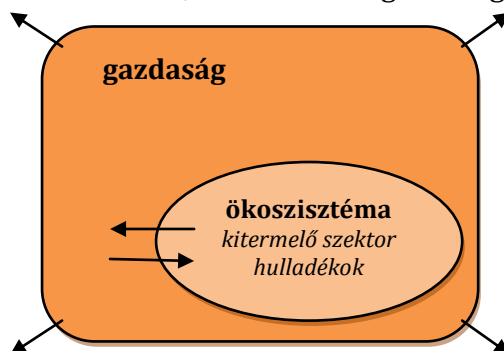 gazdaság
ökoszisztéma
kitermelő szektor
hulladékok